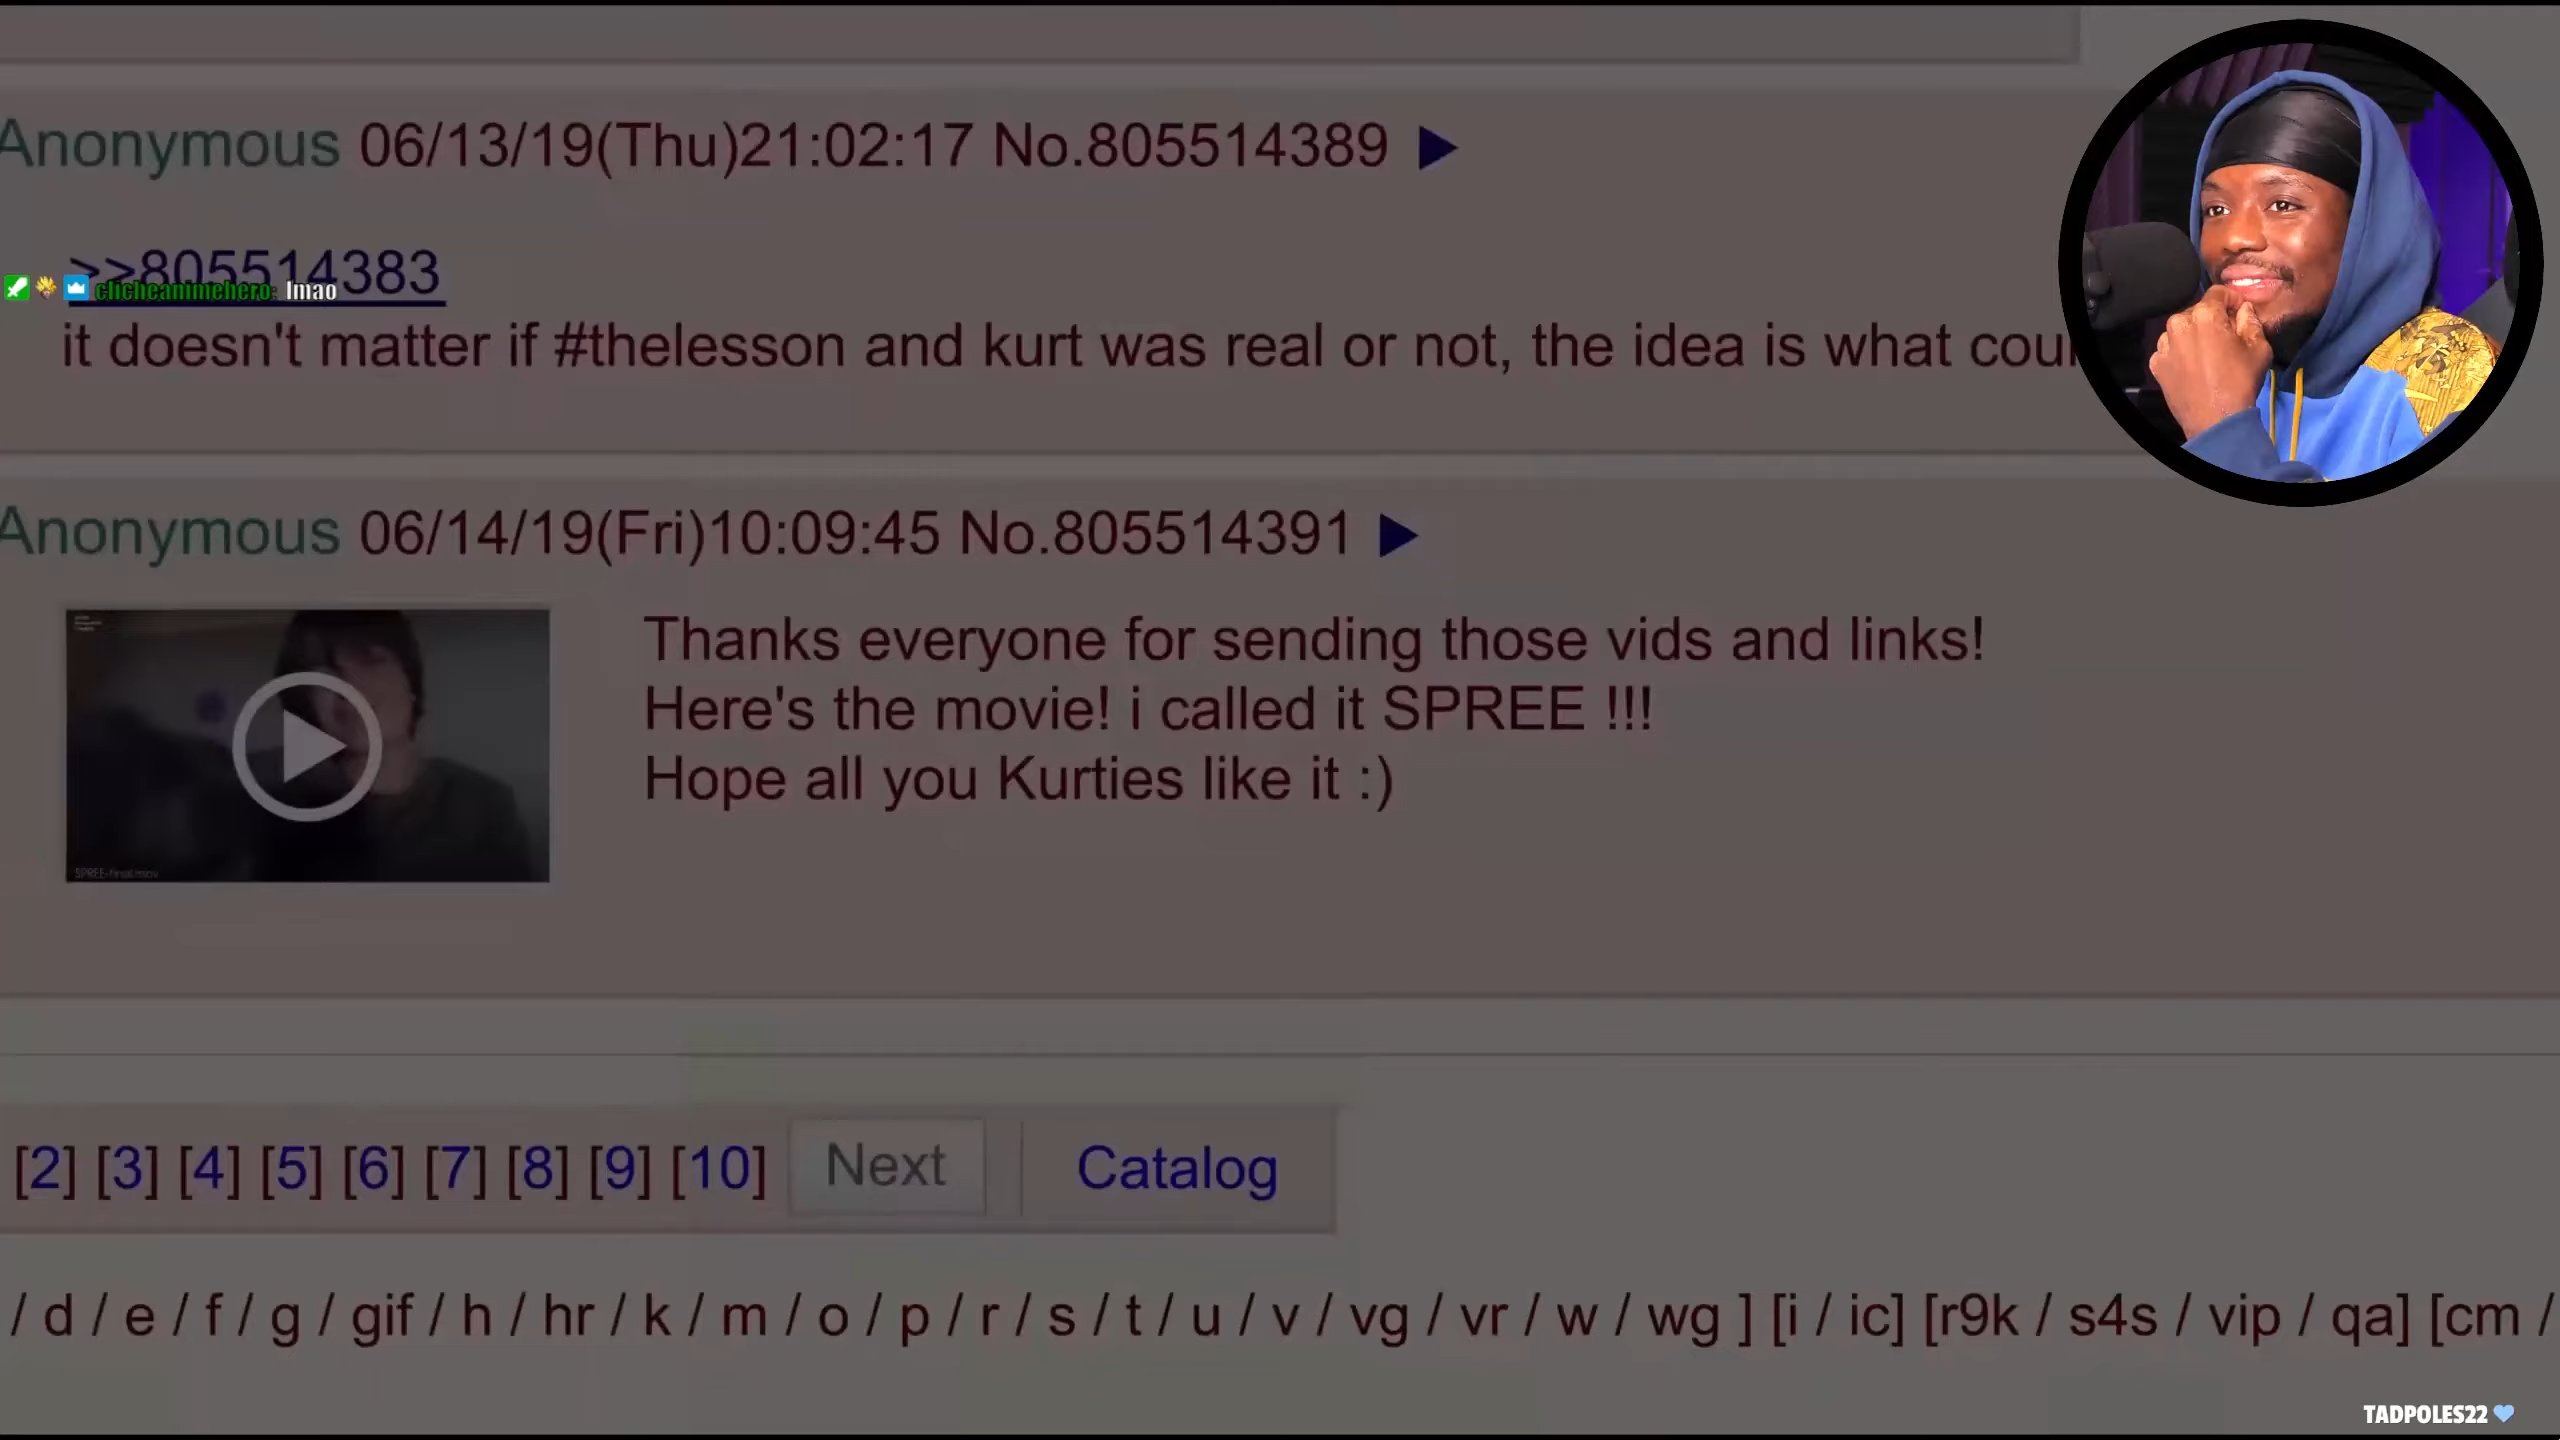 Anonymous 06/13/19(Thu)21:02:17 No.805514389 ▶
>>805514383
clicheanimehero: lmao
it doesn't matter if #thelesson and kurt was real or not, the idea is what
Anonymous 06/14/19(Fri)10:09:45 No.805514391 ▶
Thanks everyone for sending those vids and links!
Here's the movie! i called it SPREE !!!
Hope all you Kurties like it :)
SPREE-final.mov
[2] [3] [4] [5] [6] [7] [8] [9] [10] Next Catalog
/ d / e / f / g / gif / h / hr / k / m / o / p / r / s / t / u / v / vg / vr / w / wg ] [i / ic] [r9k / s4s / vip / qa] [cm /
TADPOLES22